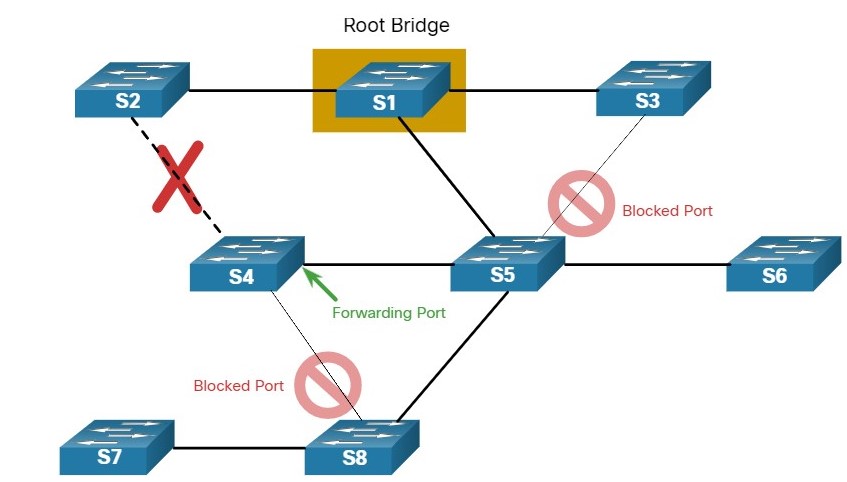 Root Bridge
S2
S1
S3
Blocked Port
S4
S5
S6
Forwarding Port
Blocked Port
S7
S8